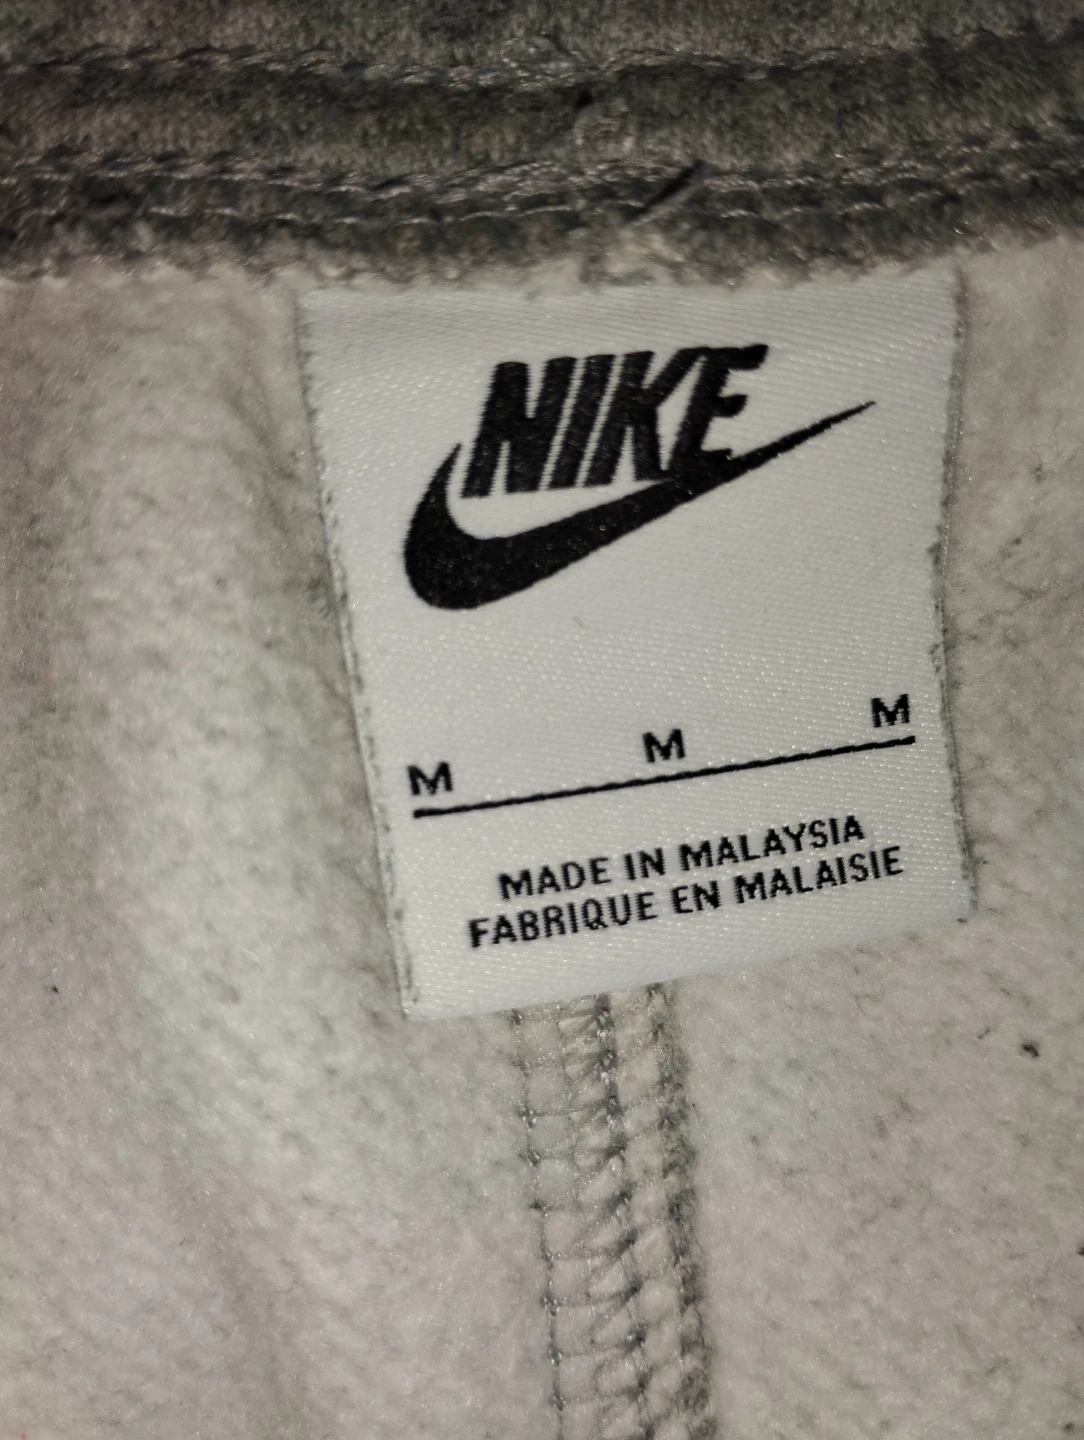 NIKE
M M M
MADE IN MALAYSIA
FABRIQUE EN MALAISIE